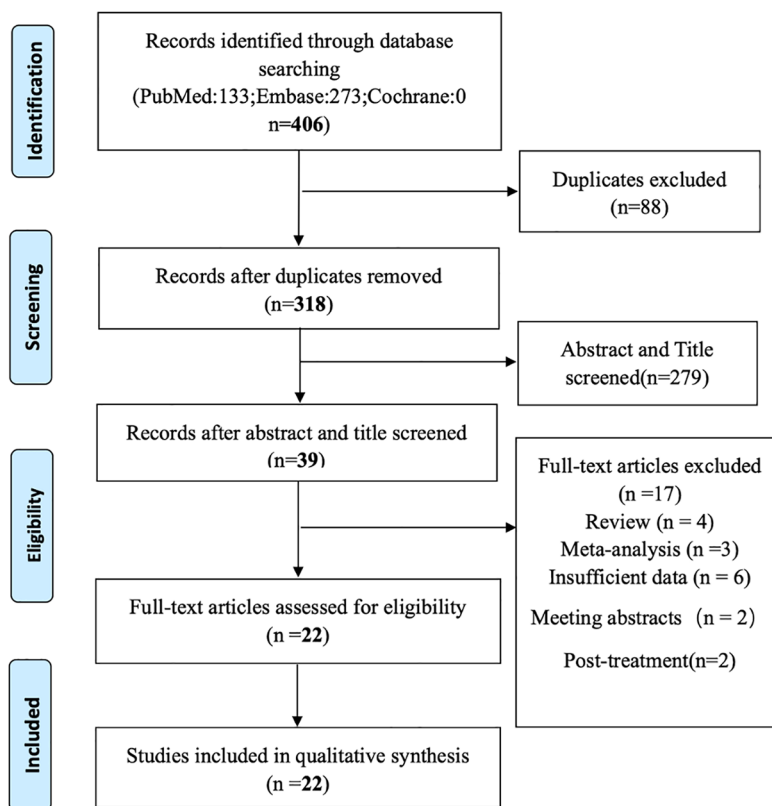 Identification
Records identified through database
searching
(PubMed:133;Embase:273;Cochrane:0
n=406)
Duplicates excluded
(n=88)
Screening
Records after duplicates removed
(n=318)
Abstract and Title
screened(n=279)
Records after abstract and title screened
(n=39)
Eligibility
Full-text articles excluded
(n =17)
Review (n = 4)
Meta-analysis (n =3)
Insufficient data (n = 6)
Meeting abstracts （n = 2）
Post-treatment(n=2)
Full-text articles assessed for eligibility
(n =22)
Included
Studies included in qualitative synthesis
(n =22)